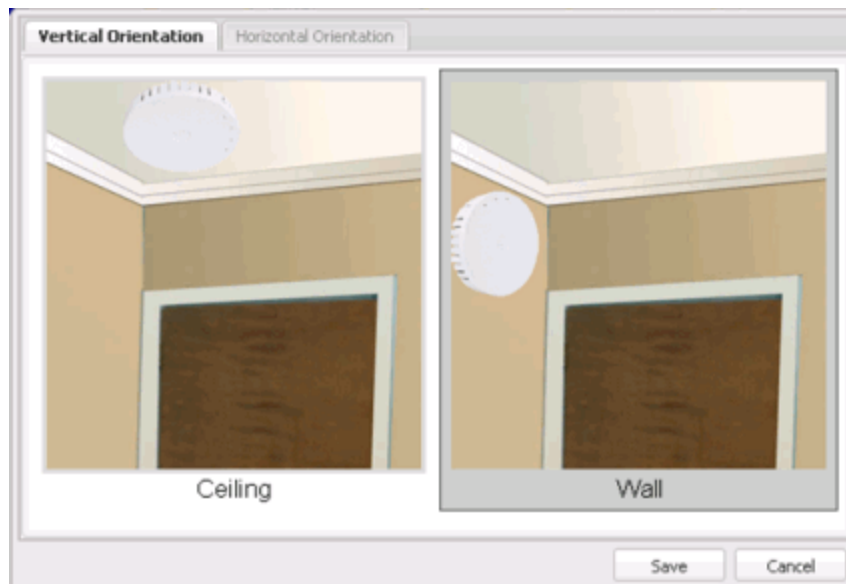 Vertical Orientation
Horizontal Orientation
Ceiling
Wall
Save
Cancel